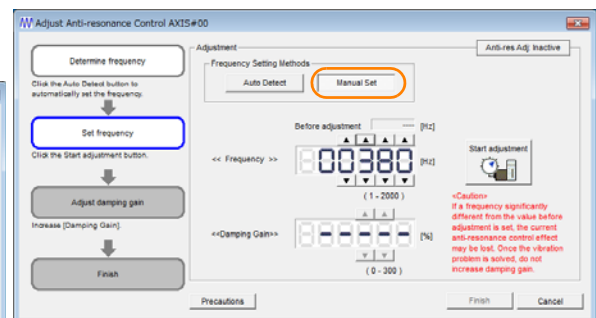 Adjust Anti-resonance Control AXIS#00
Determine frequency
Click the Auto Detect button to
automatically set the frequency.
Set frequency
Click the Start adjustment button.
Adjust damping gain
Increase [Damping Gain].
Finish
Adjustment
Anti-res Adj: Inactive
Frequency Setting Methods
Auto Detect
Manual Set
Before adjustment --- [Hz]
<< Frequency >>
00380
[Hz]
( 1 - 2000 )
<<Damping Gain>>
-----
[%]
( 0 - 300 )
Start adjustment
<Caution>
If a frequency significantly
different from the value before
adjustment is set, the current
anti-resonance control effect
may be lost. Once the vibration
problem is solved, do not
increase damping gain.
Precautions
Finish
Cancel